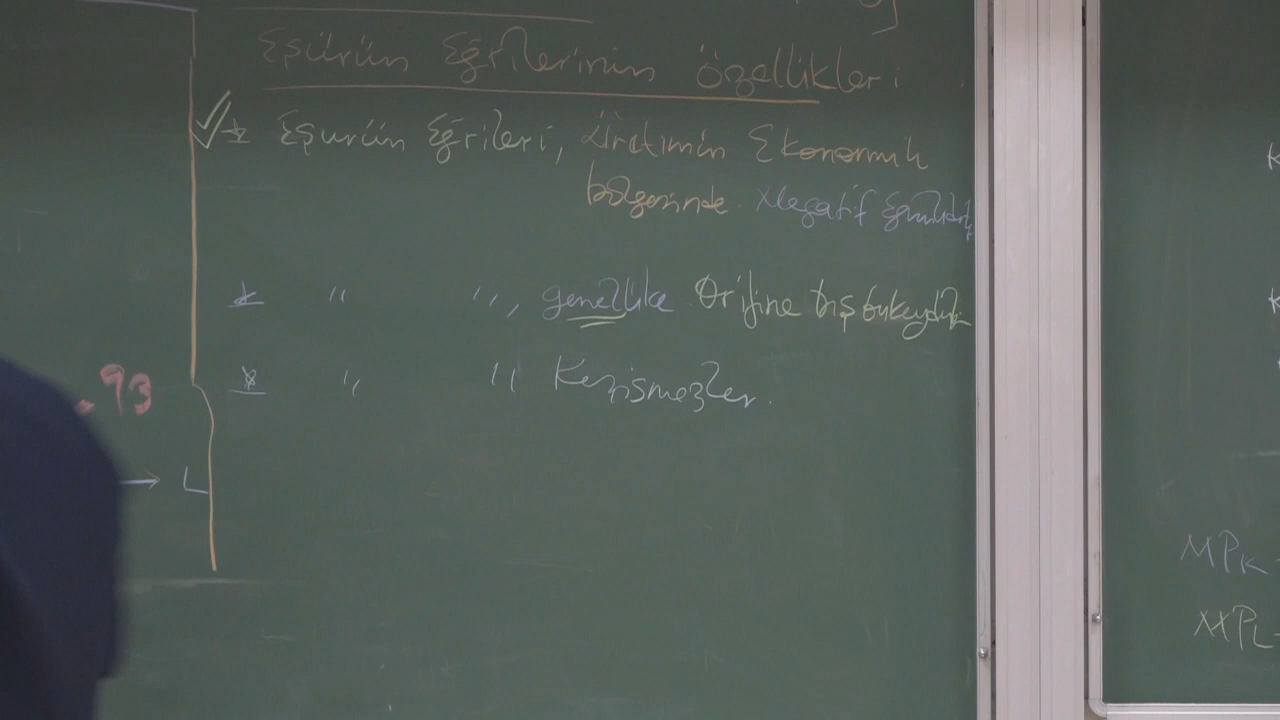 Eşürün Eğrilerinin özellikleri
* Eşürün Eğrileri, Üretimin Ekonomik
bölgesinde Negatif Eğimlidir
* " ", genellikle Orijine Dışbükeydir
* " " Kesişmezler.
93
→ L
MPK
MPL